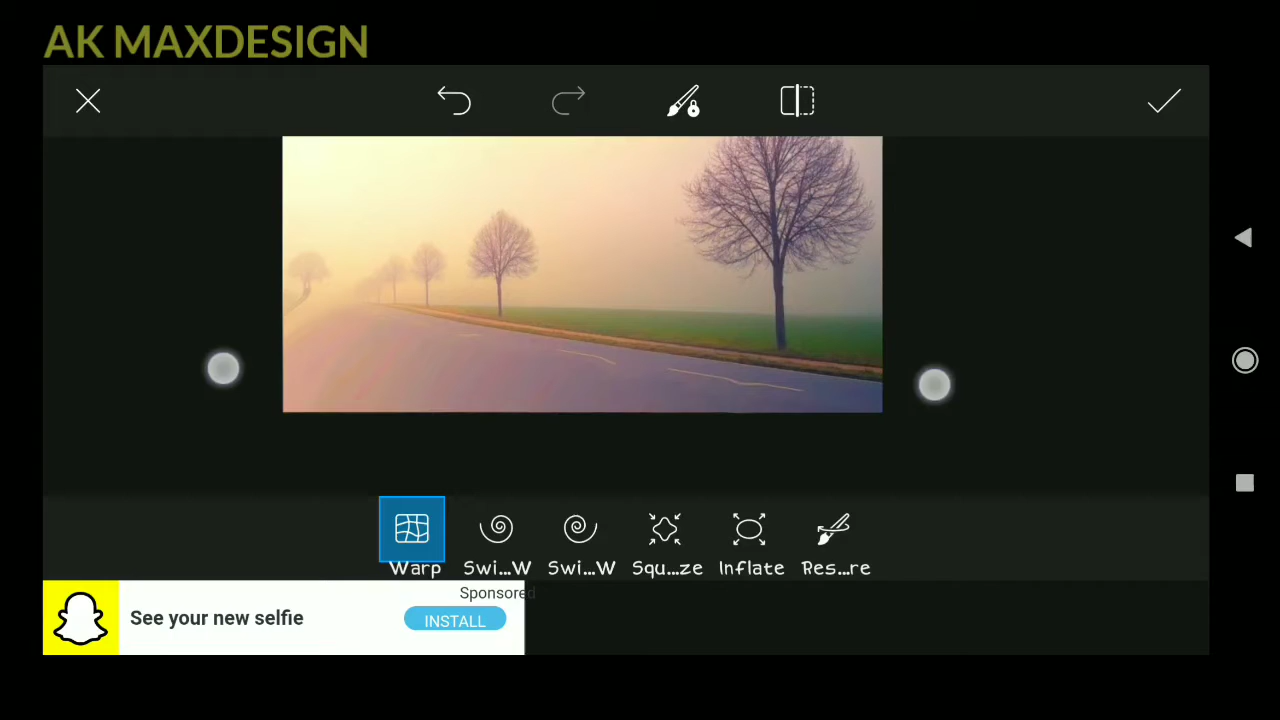 AK MAXDESIGN
Warp
Swi...W
Swi...W
Squ...ze
Inflate
Res...re
Sponsored
See your new selfie
INSTALL